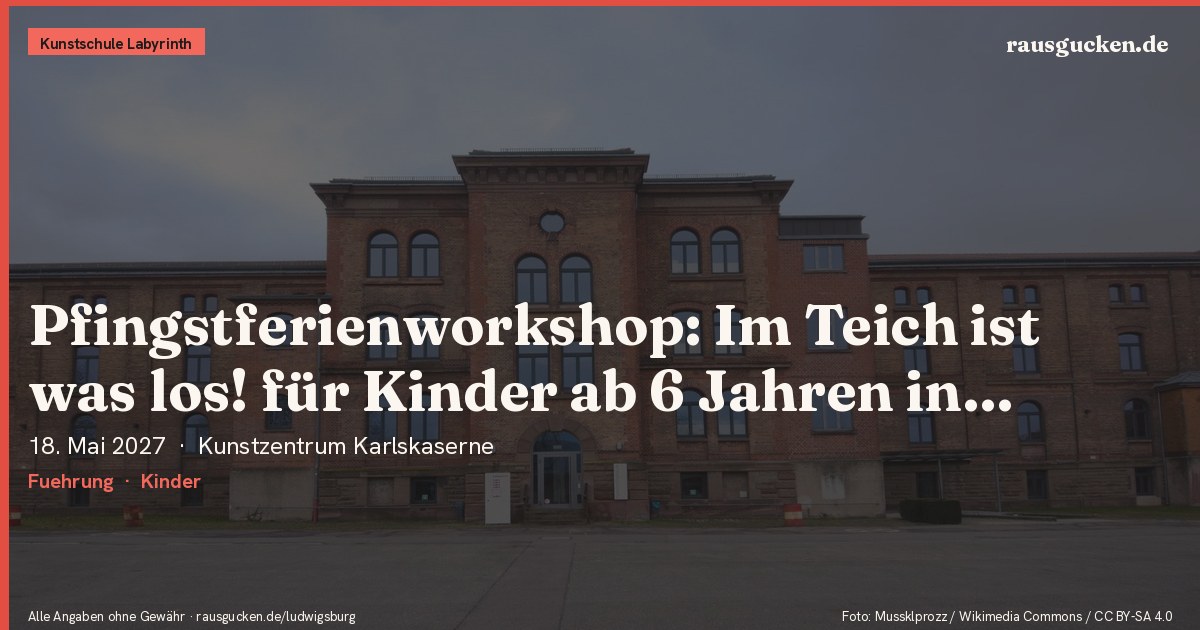 Kunstschule Labyrinth
rausgucken.de
Pfingstferienworkshop: Im Teich ist
was los! für Kinder ab 6 Jahren in...
18. Mai 2027 · Kunstzentrum Karlskaserne
Fuehrung · Kinder
Alle Angaben ohne Gewähr · rausgucken.de/ludwigsburg
Foto: Mussklprozz / Wikimedia Commons / CC BY-SA 4.0